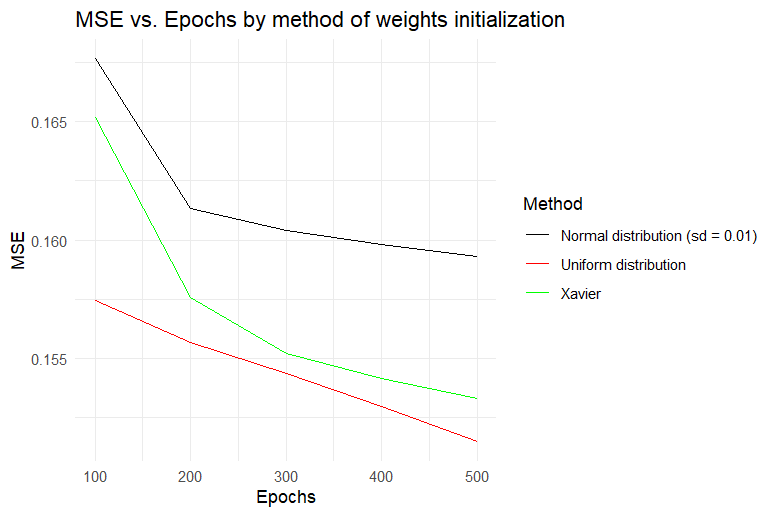 MSE vs. Epochs by method of weights initialization
MSE
0.165
0.160
0.155
100 200 300 400 500
Epochs
Method
Normal distribution (sd = 0.01)
Uniform distribution
Xavier